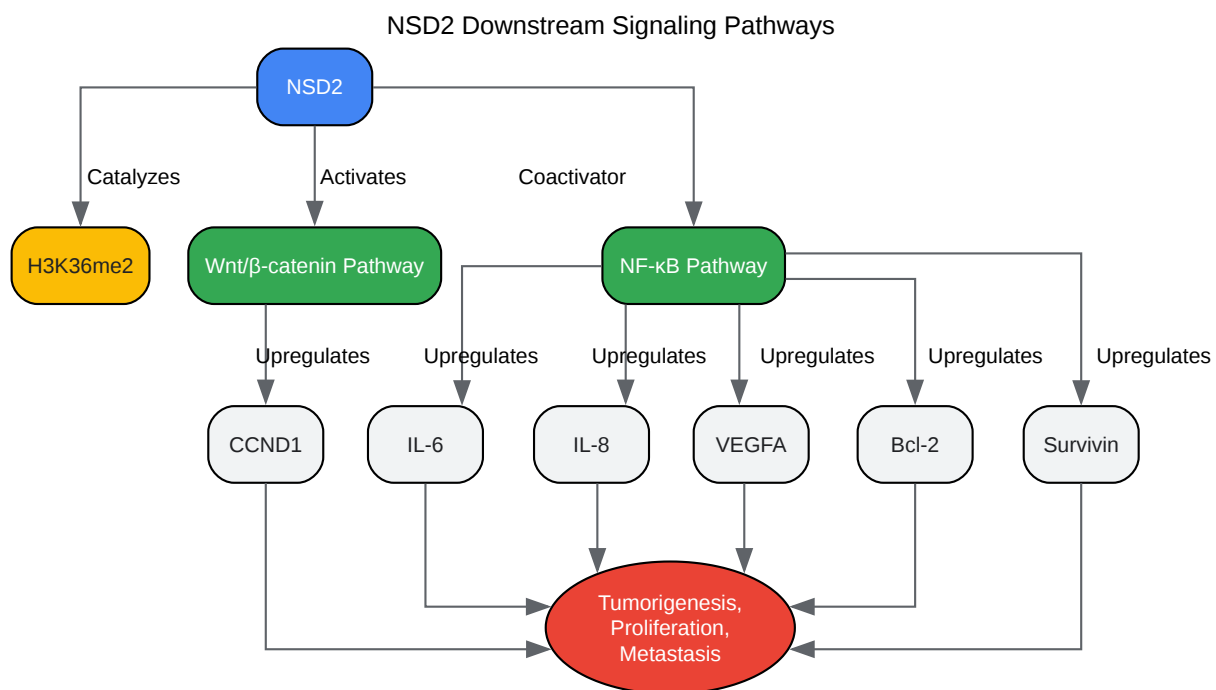 NSD2 Downstream Signaling Pathways
NSD2
Catalyzes
Activates
Coactivator
H3K36me2
Wnt/β-catenin Pathway
NF-κB Pathway
Upregulates
Upregulates
Upregulates
Upregulates
Upregulates
Upregulates
CCND1
IL-6
IL-8
VEGFA
Bcl-2
Survivin
Tumorigenesis,
Proliferation,
Metastasis